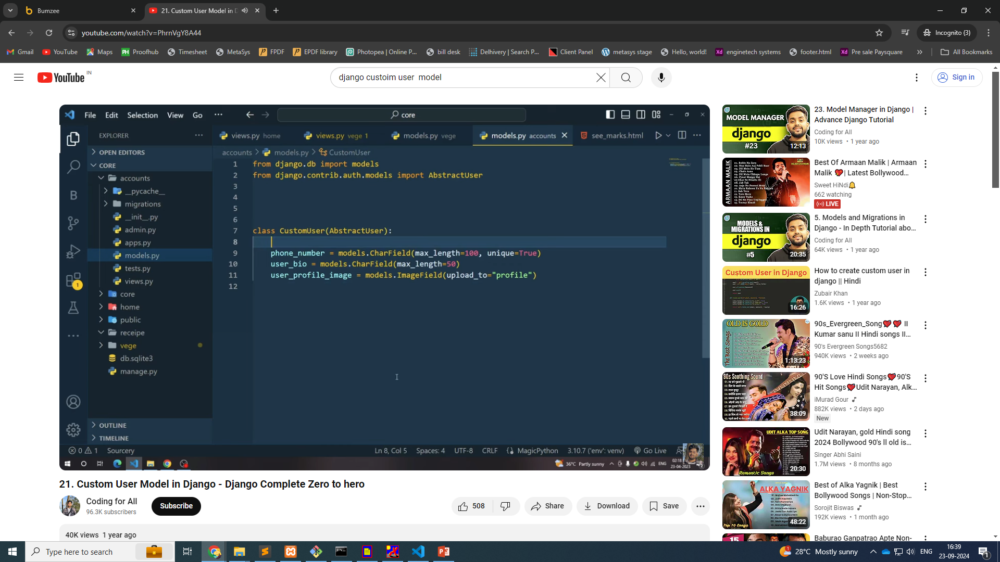 Bumzee
21. Custom User Model in D
youtube.com/watch?v=PhrnVgY8A44
Incognito (3)
Gmail
YouTube
Maps
Proofhub
Timesheet
MetaSys
FPDF
EPDF library
Photopea | Online P...
bill desk
Delhivery | Search P...
Client Panel
metasys stage
Hello, world!
enginetech systems
footer.html
Pre sale Paysquare
All Bookmarks
YouTube IN
django custoim user  model
Sign in
File Edit Selection View Go ...
core
EXPLORER
views.py home
views.py vege 1
models.py vege
models.py accounts
see_marks.html
OPEN EDITORS
accounts > models.py > CustomUser
CORE
accounts
__pycache__
migrations
__init__.py
admin.py
apps.py
models.py
tests.py
views.py
core
home
public
receipe
vege
db.sqlite3
manage.py
OUTLINE
TIMELINE
1 from django.db import models
2 from django.contrib.auth.models import AbstractUser
3
4
5
6
7 class CustomUser(AbstractUser):
8
9 phone_number = models.CharField(max_length=100, unique=True)
10 user_bio = models.CharField(max_length=50)
11 user_profile_image = models.ImageField(upload_to="profile")
12
0 1 Sourcery
Ln 8, Col 5 Spaces: 4 UTF-8 CRLF MagicPython 3.10.7 ('env': venv) Go Live
36°C Partly sunny ENG 23-04-2023
21. Custom User Model in Django - Django Complete Zero to hero
Coding for All
96.3K subscribers
Subscribe
508
Share
Download
Save
40K views 1 year ago
MODEL MANAGER
django
#23
12:13
23. Model Manager in Django |
Advance Django Tutorial
Coding for All
10K views • 1 year ago
ARMAAN MALIK
Best Of Armaan Malik | Armaan
Malik 💖| Latest Bollywood...
Sweet HiNdi🔔
662 watching
LIVE
MODELS &
MIGRATIONS IN
django
#5
20:35
5. Models and Migrations in
Django - In Depth Tutorial abo...
Coding for All
64K views • 1 year ago
Custom User in Django
16:26
How to create custom user in
django || Hindi
Zubair Khan
1.6K views • 1 year ago
OLD IS GOLD
The Best Songs
1:13:23
90s_Evergreen_Song💖💖 II
Kumar sanu II Hindi songs II...
90's Evergreen Songs5682
940K views • 2 weeks ago
90s Soothing Sound
38:09
90'S Love Hindi Songs💖90'S
Hit Songs💖Udit Narayan, Alk...
iMurad Gour
882K views • 2 days ago
New
UDIT ALKA TOP SONG
Romantic Songs
20:30
Udit Narayan, gold Hindi song
2024 Bollywood 90's ll old is...
Singer Abhi Saini
1.7M views • 8 months ago
ALKA YAGNIK
Top 10 Songs
48:22
Best of Alka Yagnik | Best
Bollywood Songs | Non-Stop...
Sorojit Biswas
192K views • 1 month ago
15
Baburao Ganpatrao Apte Non-
Type here to search
28°C Mostly sunny
ENG
16:39
23-09-2024